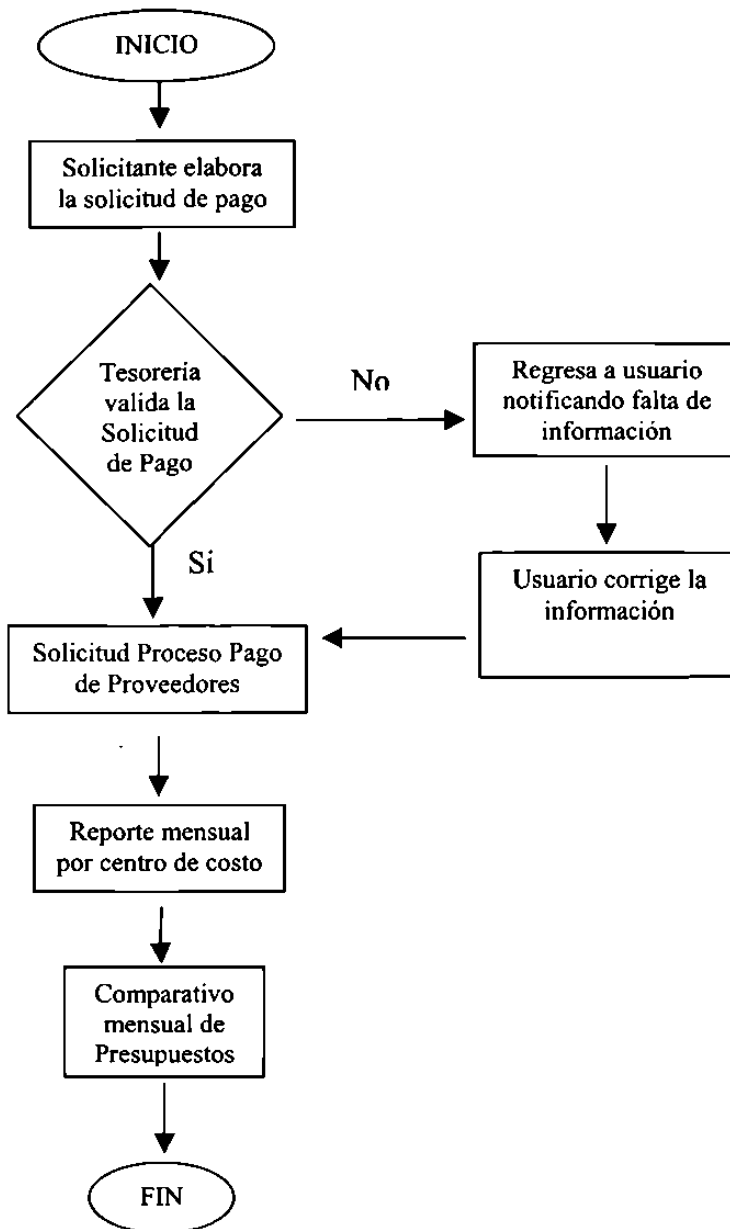 INICIO
Solicitante elabora
la solicitud de pago
Tesorería
valida la
Solicitud
de Pago
No
Regresa a usuario
notificando falta de
información
Si
Usuario corrige la
información
Solicitud Proceso Pago
de Proveedores
Reporte mensual
por centro de costo
Comparativo
mensual de
Presupuestos
FIN